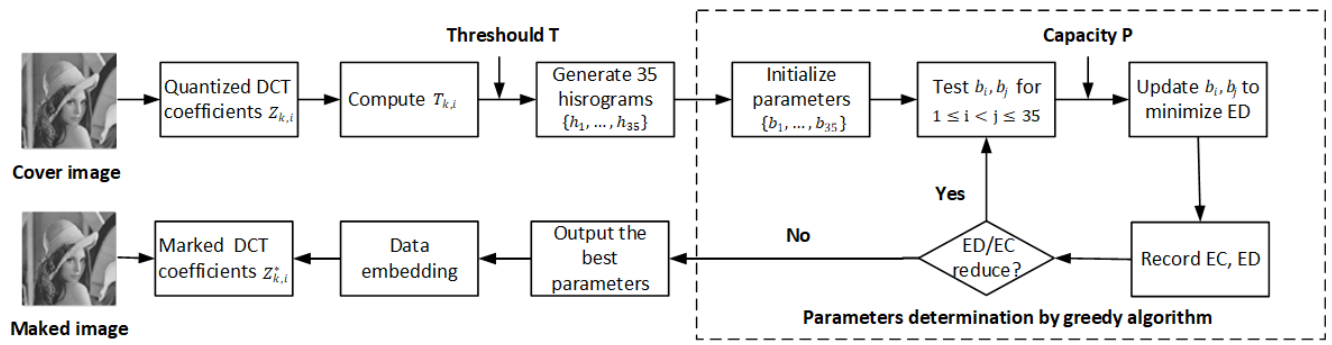 Threshould T
Capacity P
Quantized DCT
coefficients Z_{k,i}
Compute T_{k,i}
Generate 35
hisrograms
{h_1, …, h_35}
Initialize
parameters
{b_1, …, b_35}
Test b_i, b_j for
1 ≤ i < j ≤ 35
Update b_i, b_j to
minimize ED
Cover image
Yes
No
Marked DCT
coefficients Z^*_{k,i}
Data
embedding
Output the
best
parameters
ED/EC
reduce?
Record EC, ED
Maked image
Parameters determination by greedy algorithm